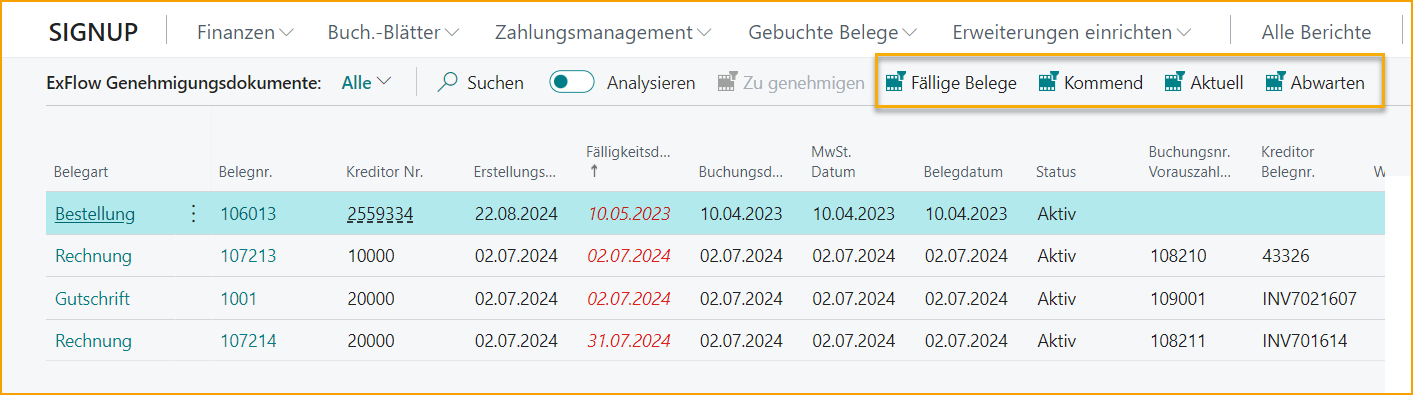 SIGNUP Finanzen Buch.-Blätter Zahlungsmanagement Gebuchte Belege Erweiterungen einrichten Alle Berichte
ExFlow Genehmigungsdokumente: Alle Suchen Analysieren Zu genehmigen Fällige Belege Kommend Aktuell Abwarten
Fälligkeitsd... MwSt. Buchungsnr. Kreditor
Belegart Belegnr. Kreditor Nr. Erstellungs... ↑ Buchungsd... Datum Belegdatum Status Vorauszahl... Belegnr. W
Bestellung 106013 2559334 22.08.2024 10.05.2023 10.04.2023 10.04.2023 10.04.2023 Aktiv
Rechnung 107213 10000 02.07.2024 02.07.2024 02.07.2024 02.07.2024 02.07.2024 Aktiv 108210 43326
Gutschrift 1001 20000 02.07.2024 02.07.2024 02.07.2024 02.07.2024 02.07.2024 Aktiv 109001 INV7021607
Rechnung 107214 20000 02.07.2024 31.07.2024 02.07.2024 02.07.2024 02.07.2024 Aktiv 108211 INV701614